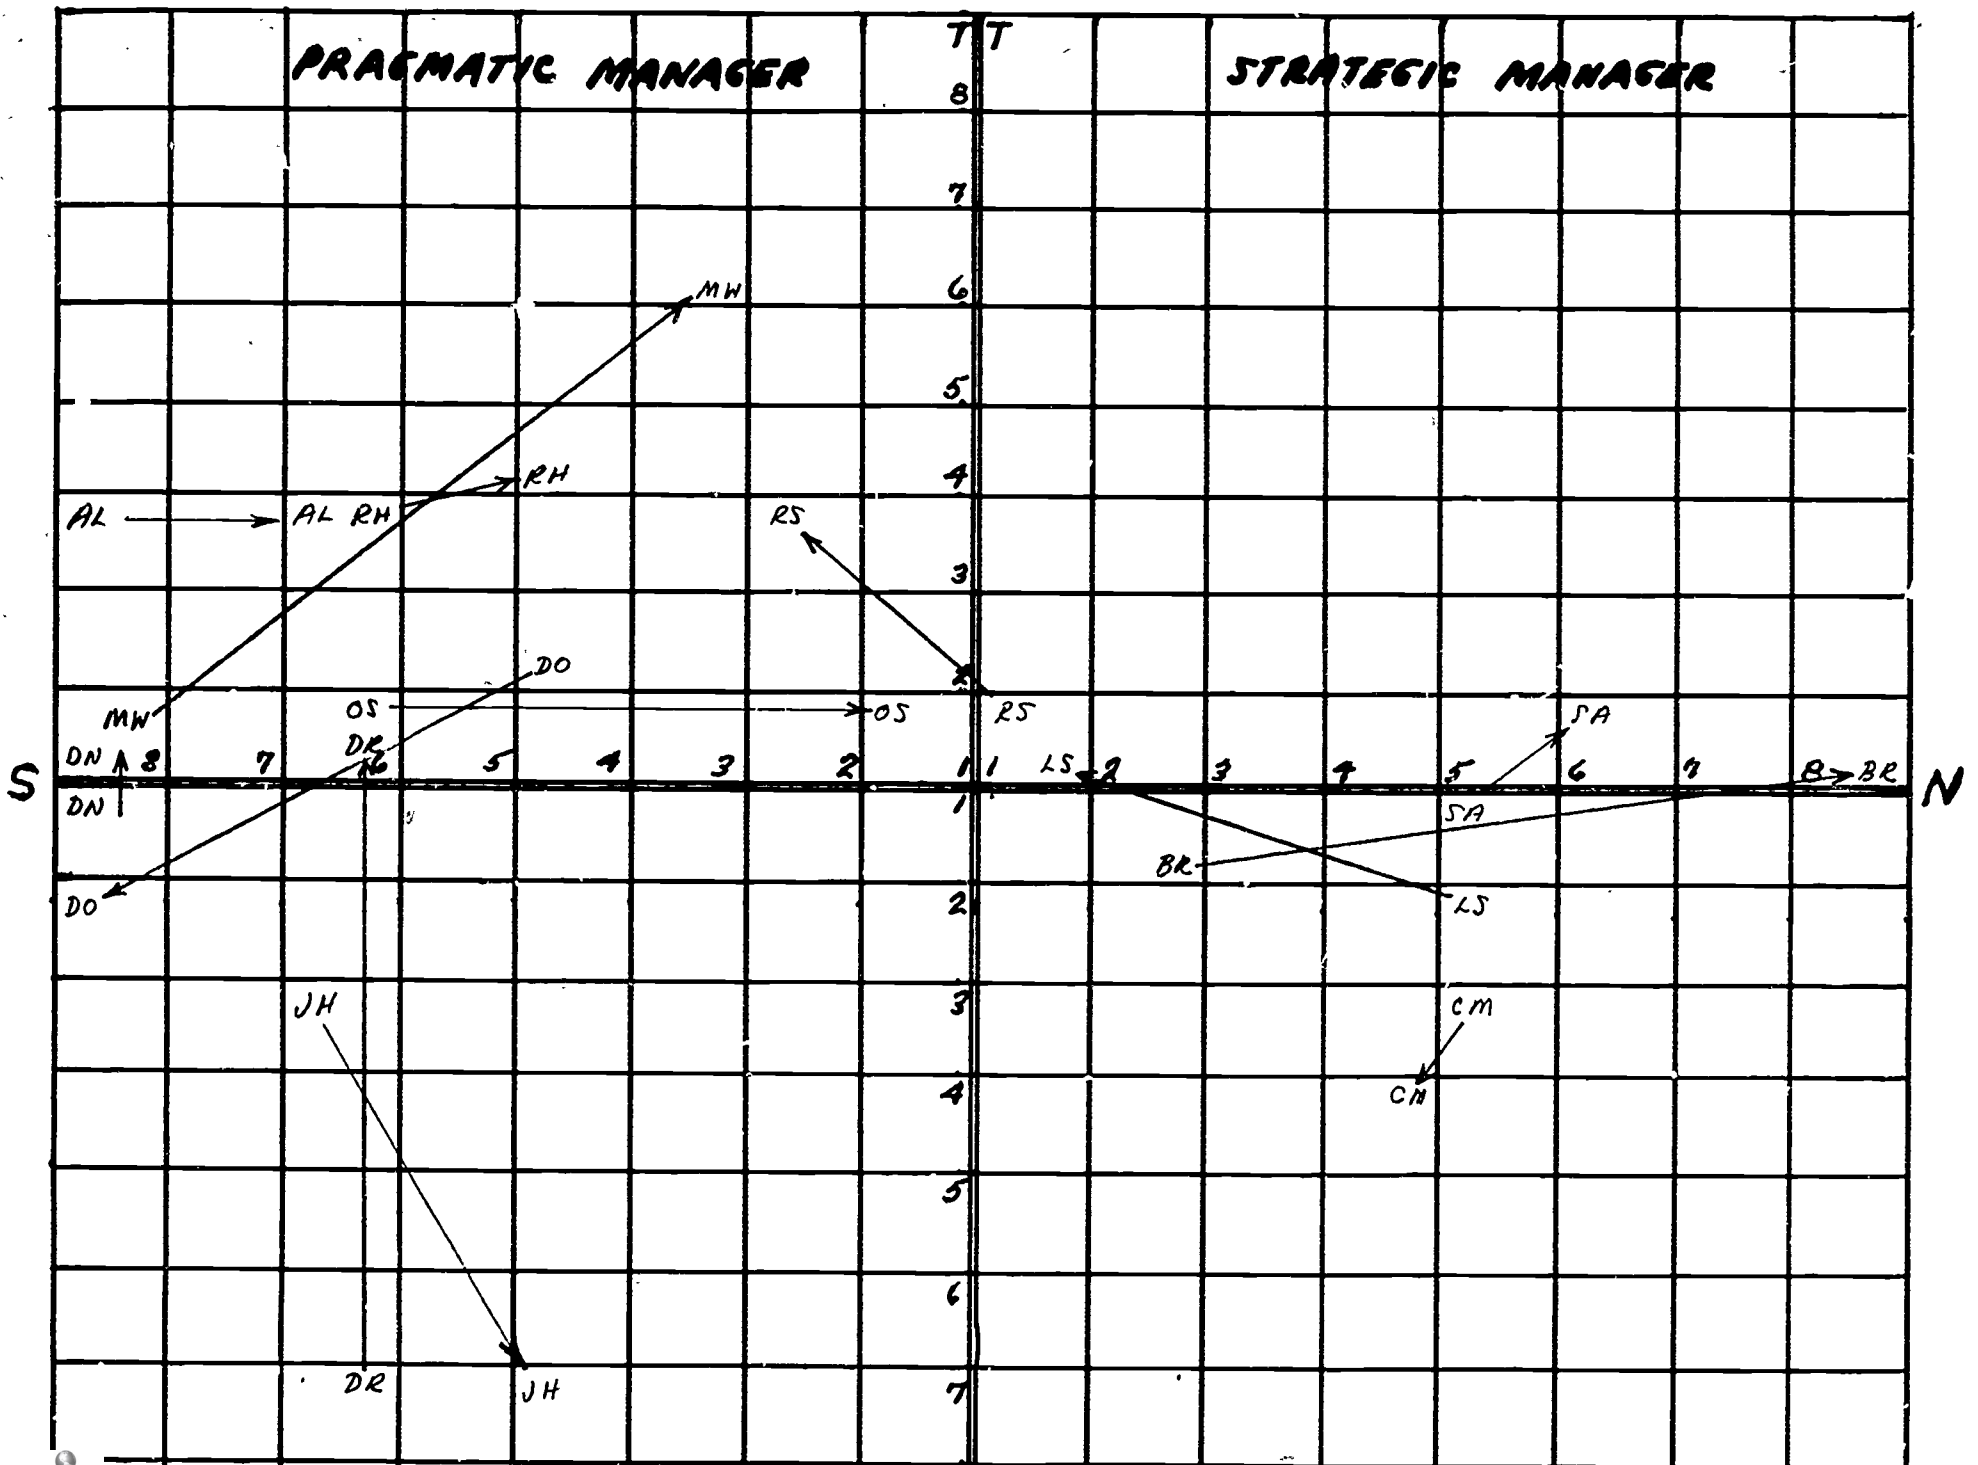 T T
PRAGMATIC MANAGER STRATEGIC MANAGER
8
7
MW 6
5
RH 4
AL AL RH RS
3
DO
2
MW OS OS RS SA
DN 8 7 DR 6 5 4 3 2 1 1 LS 2 3 4 5 6 7 8 BR
S N
DN 1 SA
BR
DO 2 LS
JH 3 CM
4 CM
5
6
DR JH 7